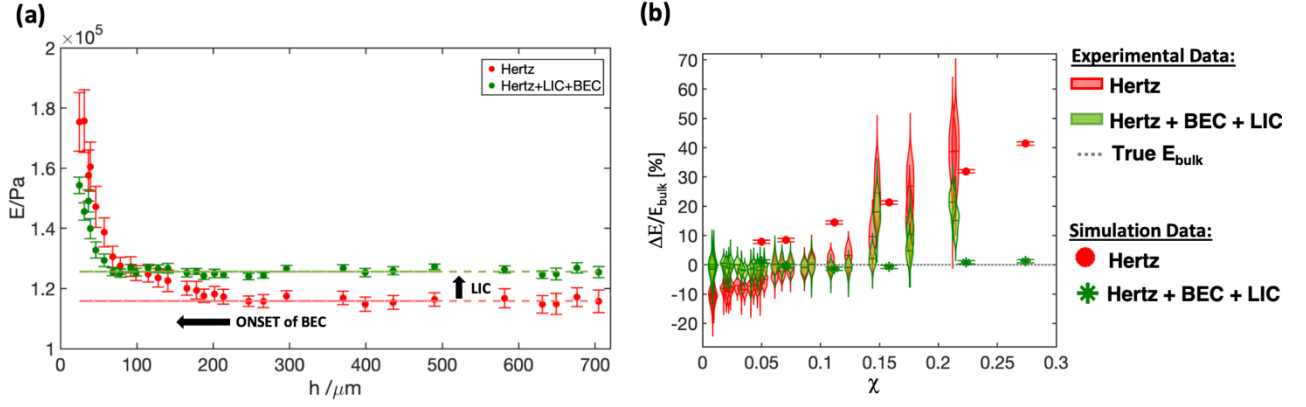 (a)
× 10⁵
2
1.8
1.6
1.4
1.2
1
E/Pa
Hertz
Hertz+LIC+BEC
LIC
ONSET of BEC
0 100 200 300 400 500 600 700
h /μm
(b)
70
60
50
40
30
20
10
0
-10
-20
ΔE/E_bulk [%]
0 0.05 0.1 0.15 0.2 0.25 0.3
χ
Experimental Data:
Hertz
Hertz + BEC + LIC
True E_bulk
Simulation Data:
Hertz
Hertz + BEC + LIC